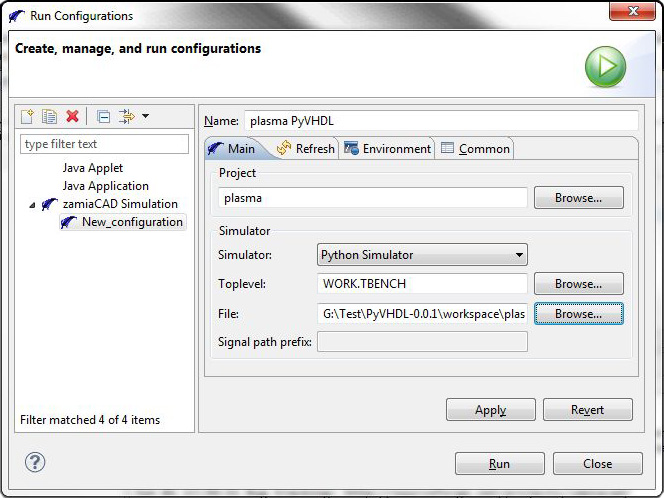 Run Configurations
Create, manage, and run configurations
type filter text
Java Applet
Java Application
zamiaCAD Simulation
New_configuration
Filter matched 4 of 4 items
Name: plasma PyVHDL
Main Refresh Environment Common
Project
plasma Browse...
Simulator
Simulator: Python Simulator
Toplevel: WORK.TBENCH Browse...
File: G:\Test\PyVHDL-0.0.1\workspace\plas Browse...
Signal path prefix:
Apply Revert
Run Close